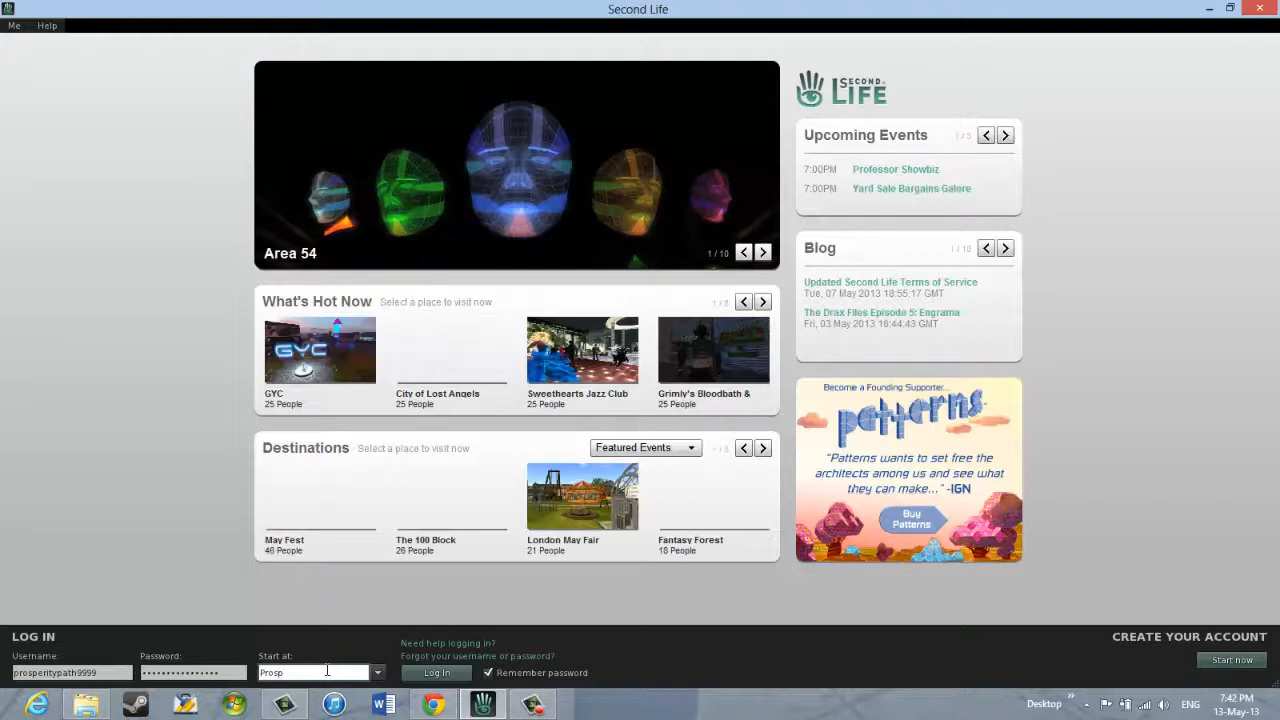 Second Life
Me Help
Area 54
1 / 10
SECOND
LIFE
Upcoming Events
1 / 3
7:00PM Professor Showbiz
7:00PM Yard Sale Bargains Galore
Blog
1 / 10
Updated Second Life Terms of Service
Tue, 07 May 2013 18:55:17 GMT
The Drax Files Episode 5: Engrama
Fri, 03 May 2013 16:44:43 GMT
What's Hot Now Select a place to visit now
GYC
GYC
25 People
City of Lost Angels
25 People
Sweethearts Jazz Club
25 People
Grimly's Bloodbath &
25 People
Destinations Select a place to visit now
Featured Events
May Fest
46 People
The 100 Block
26 People
London May Fair
21 People
Fantasy Forest
18 People
Become a Founding Supporter...
patterns
"Patterns wants to set free the
architects among us and see what
they can make..." -IGN
Buy
Patterns
LOG IN
Username:
prosperitypath9999
Password:
Start at:
Prosp
Need help logging in?
Forgot your username or password?
Log In
Remember password
CREATE YOUR ACCOUNT
Start now
Desktop
ENG
7:42 PM
13-May-13